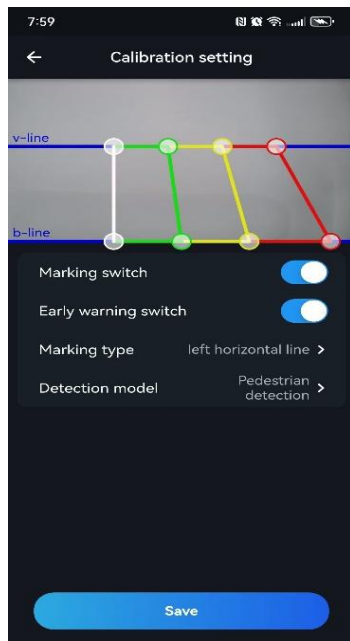 7:59
Calibration setting
v-line
b-line
Marking switch
Early warning switch
Marking type left horizontal line >
Detection model Pedestrian detection >
Save